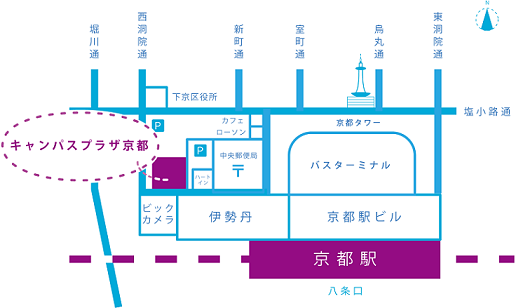 N
堀川通
西洞院通
新町通
室町通
烏丸通
東洞院通
下京区役所
塩小路通
カフェ
ローソン
京都タワー
P
キャンパスプラザ京都
P
中央郵便局
〒
ハート
イン
バスターミナル
ビック
カメラ
伊勢丹
京都駅ビル
京都駅
八条口